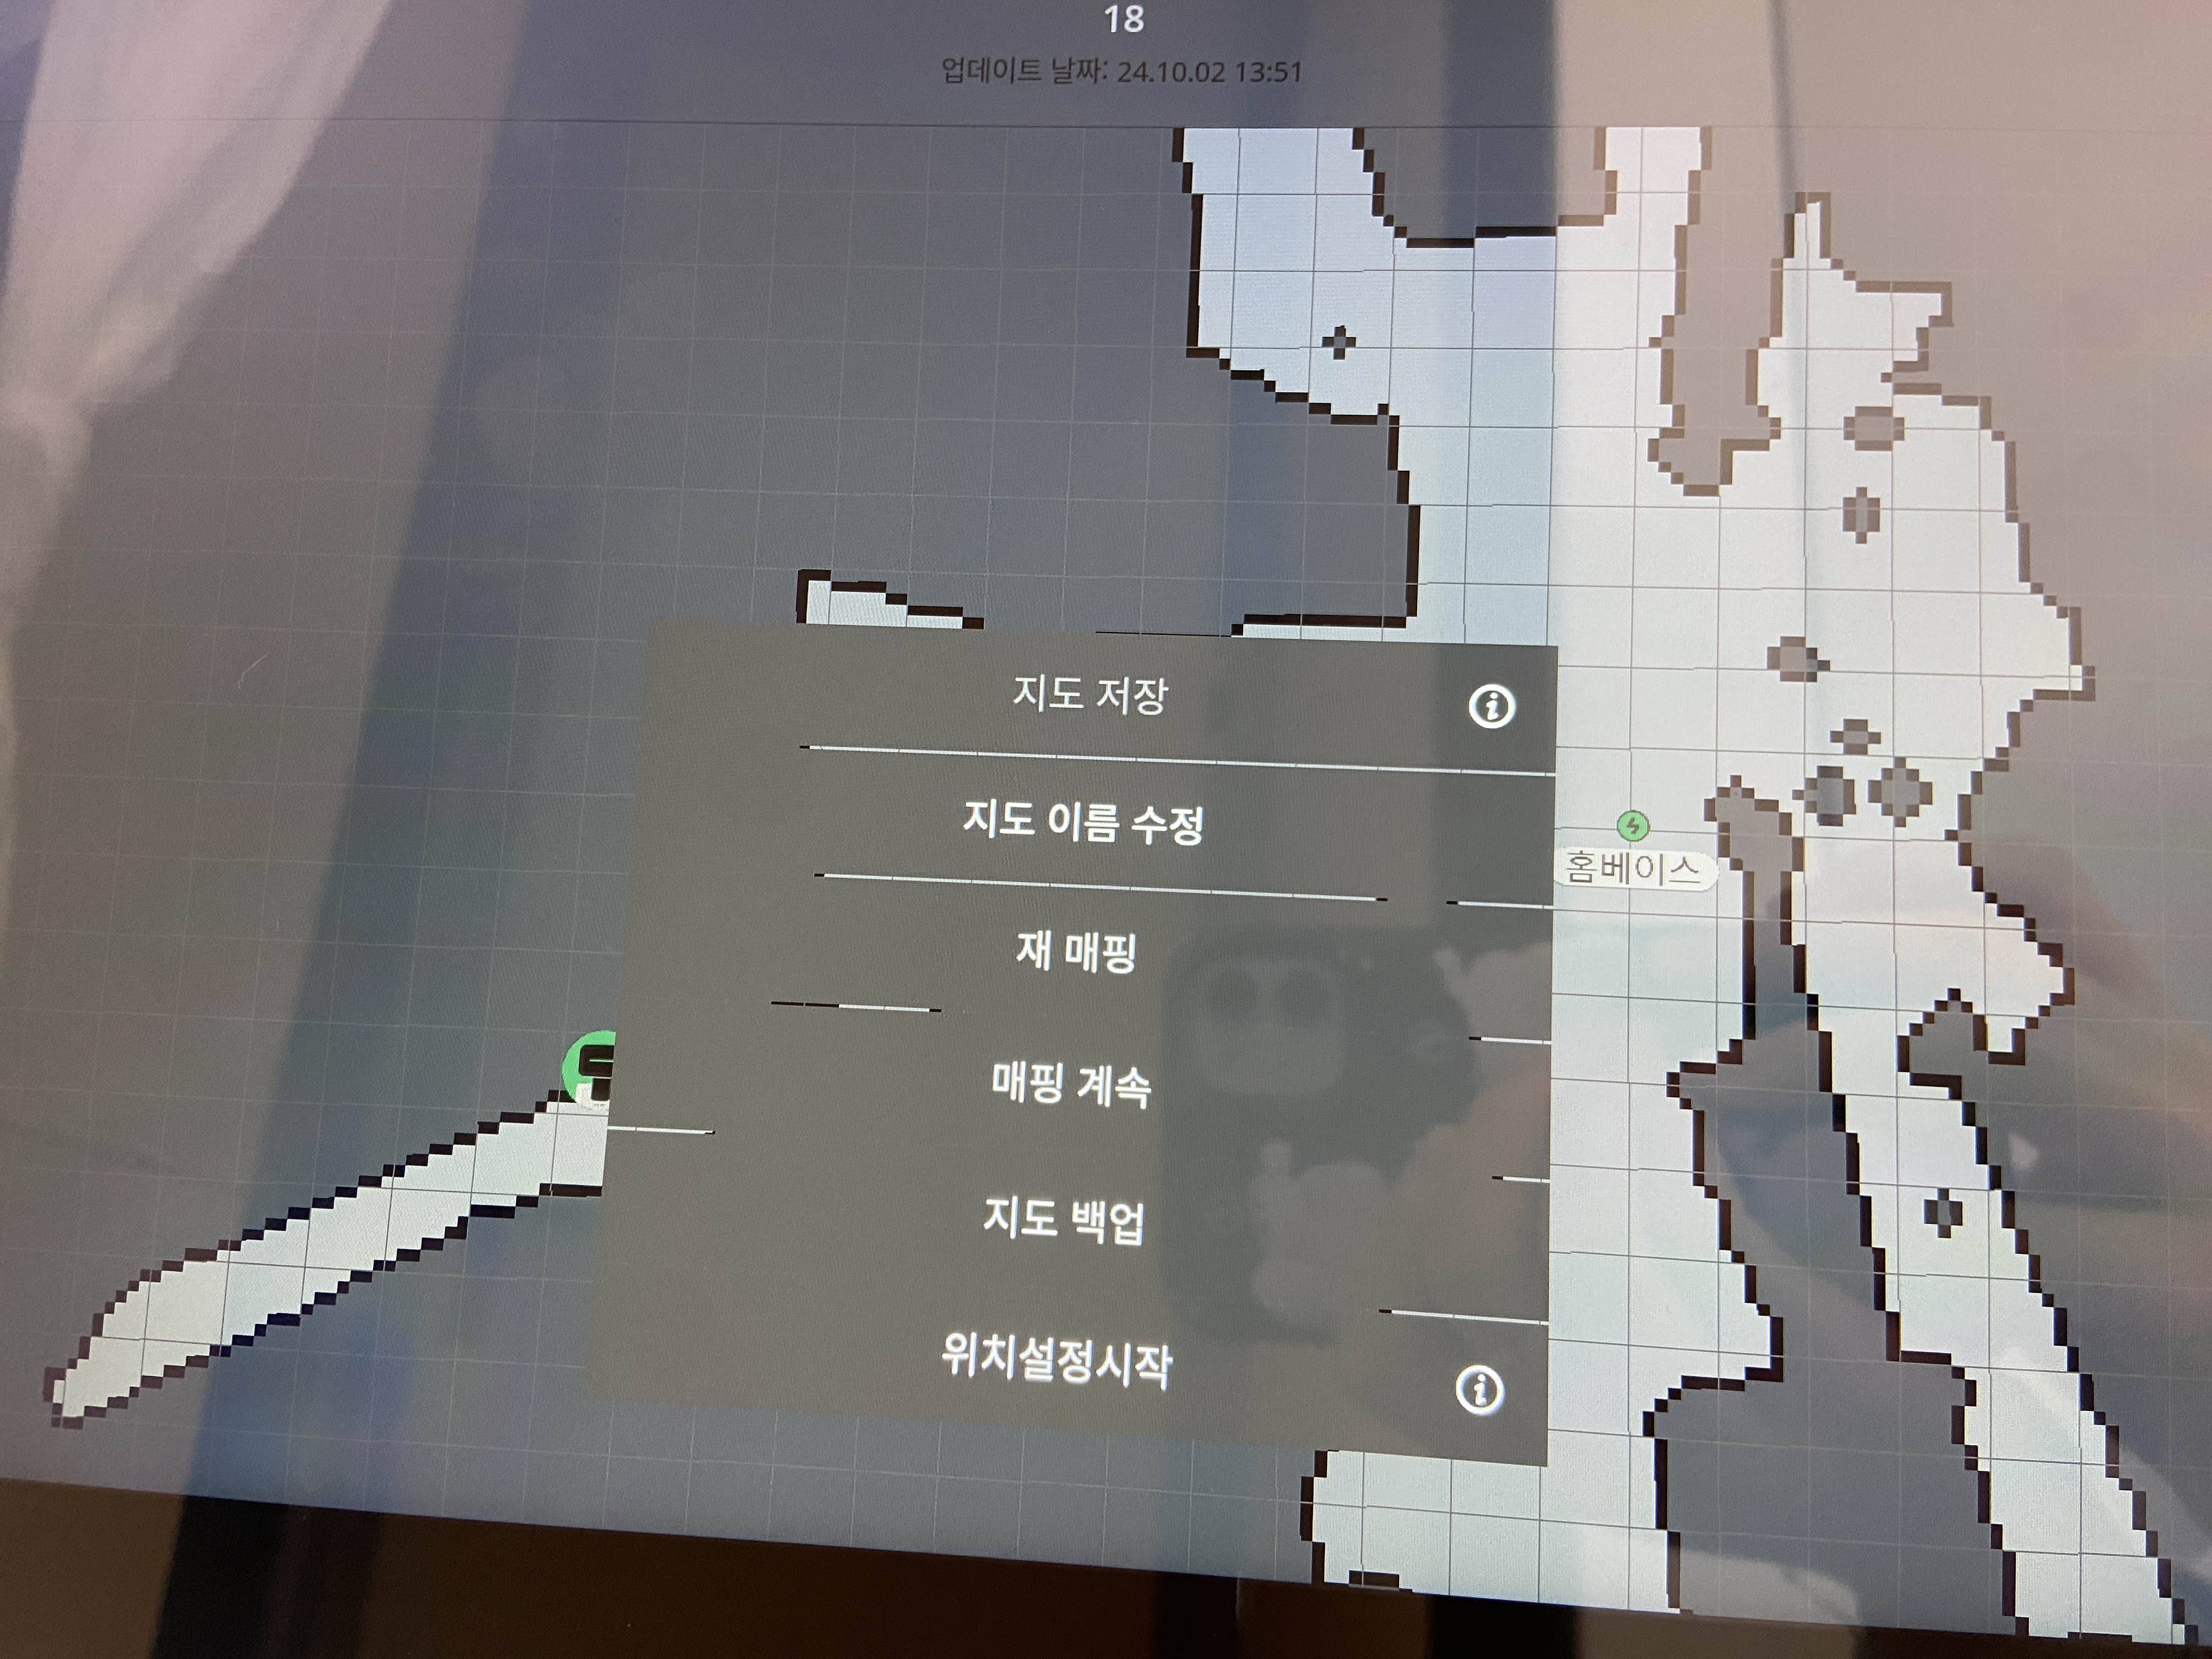 18
업데이트 날짜: 24.10.02 13:51
지도 저장
지도 이름 수정
홈베이스
재 매핑
매핑 계속
지도 백업
위치설정시작